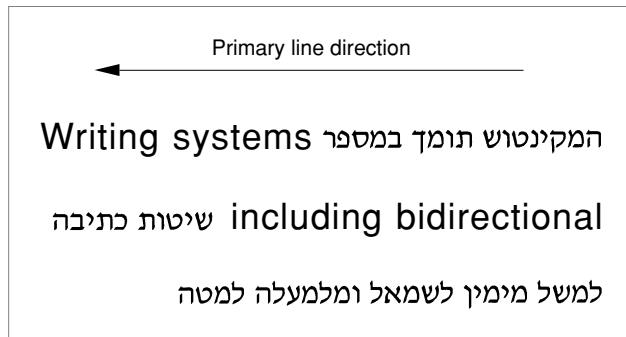 Primary line direction
המקינטוש תומך במספר Writing systems
including bidirectional שיטות כתיבה
למשל מימין לשמאל ומלמעלה למטה